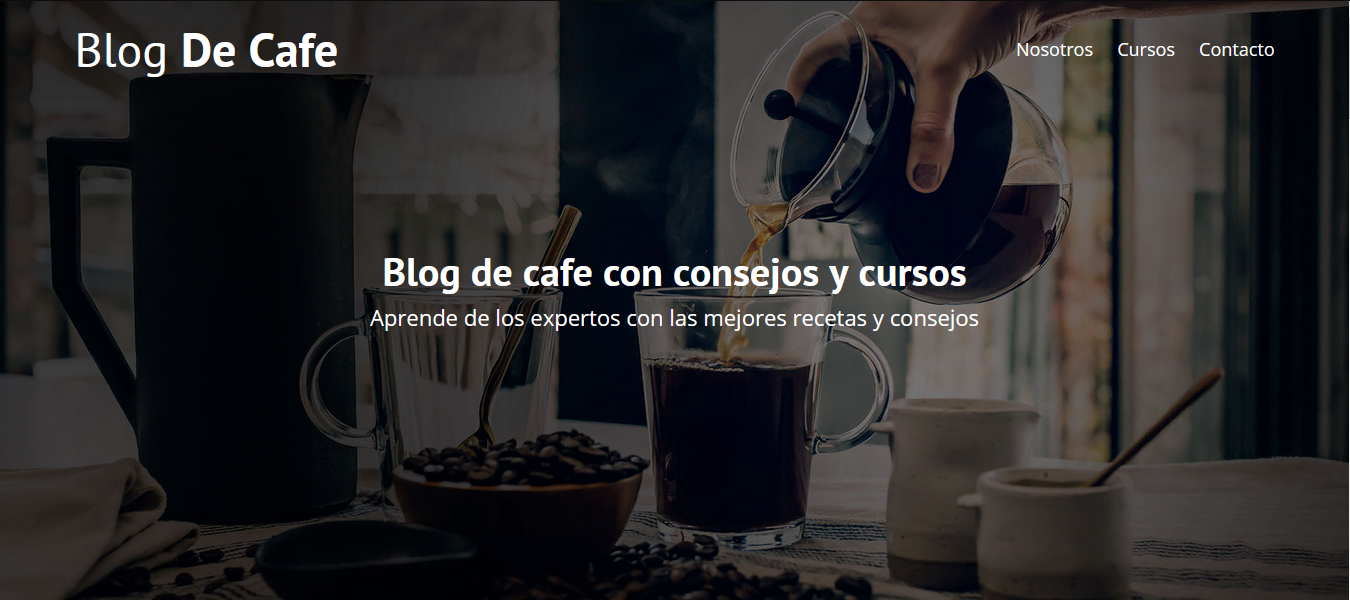 Blog De Cafe
Nosotros Cursos Contacto
Blog de cafe con consejos y cursos
Aprende de los expertos con las mejores recetas y consejos